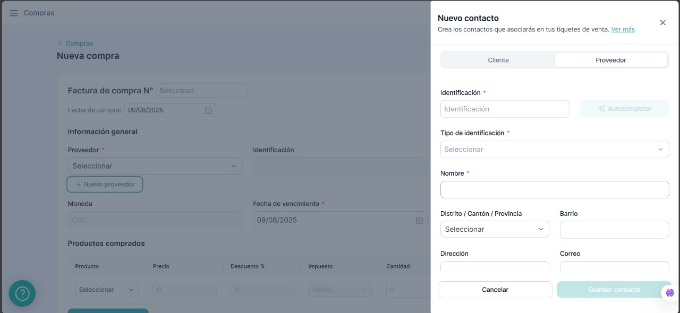 Compras
Compras
Nueva compra
Factura de compra N° Seleccionar
Fecha de compra: 09/08/2025
Información general
Proveedor *
Identificación
Seleccionar
+ Nuevo proveedor
Moneda
Fecha de vencimiento *
CRC
09/08/2025
Productos comprados
Producto Precio Descuento % Impuesto Cantidad
Seleccionar 0 0 Selecc... 0
Nuevo contacto
Crea los contactos que asociarás en tus tiquetes de venta. Ver más
Cliente Proveedor
Identificación *
Identificación Autocompletar
Tipo de identificación *
Seleccionar
Nombre *
Distrito / Cantón / Provincia Barrio
Seleccionar
Dirección Correo
Cancelar Guardar contacto